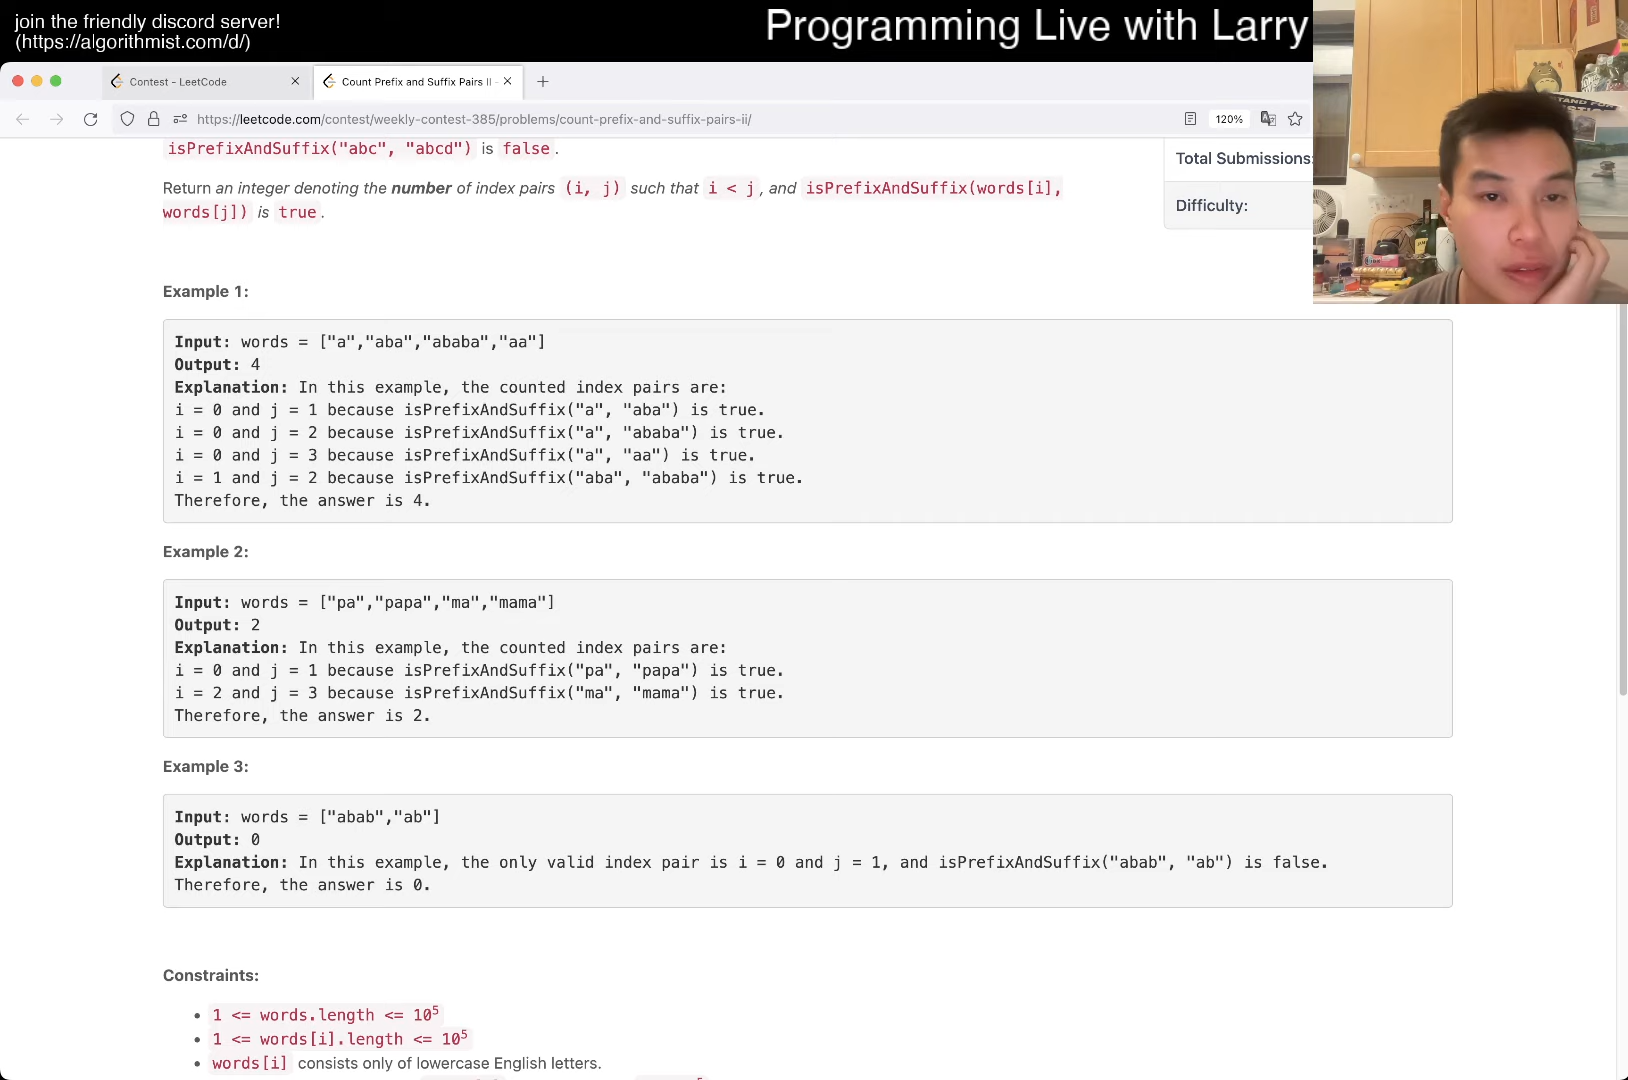 join the friendly discord server!
(https://algorithmist.com/d/)
Programming Live with Larry
Contest - LeetCode
Count Prefix and Suffix Pairs II -
https://leetcode.com/contest/weekly-contest-385/problems/count-prefix-and-suffix-pairs-ii/
120%
isPrefixAndSuffix("abc", "abcd") is false.
Total Submissions:
Return an integer denoting the number of index pairs (i, j) such that i < j, and isPrefixAndSuffix(words[i],
words[j]) is true.
Difficulty:
Example 1:
Input: words = ["a","aba","ababa","aa"]
Output: 4
Explanation: In this example, the counted index pairs are:
i = 0 and j = 1 because isPrefixAndSuffix("a", "aba") is true.
i = 0 and j = 2 because isPrefixAndSuffix("a", "ababa") is true.
i = 0 and j = 3 because isPrefixAndSuffix("a", "aa") is true.
i = 1 and j = 2 because isPrefixAndSuffix("aba", "ababa") is true.
Therefore, the answer is 4.
Example 2:
Input: words = ["pa","papa","ma","mama"]
Output: 2
Explanation: In this example, the counted index pairs are:
i = 0 and j = 1 because isPrefixAndSuffix("pa", "papa") is true.
i = 2 and j = 3 because isPrefixAndSuffix("ma", "mama") is true.
Therefore, the answer is 2.
Example 3:
Input: words = ["abab","ab"]
Output: 0
Explanation: In this example, the only valid index pair is i = 0 and j = 1, and isPrefixAndSuffix("abab", "ab") is false.
Therefore, the answer is 0.
Constraints:
1 <= words.length <= 10⁵
1 <= words[i].length <= 10⁵
words[i] consists only of lowercase English letters.